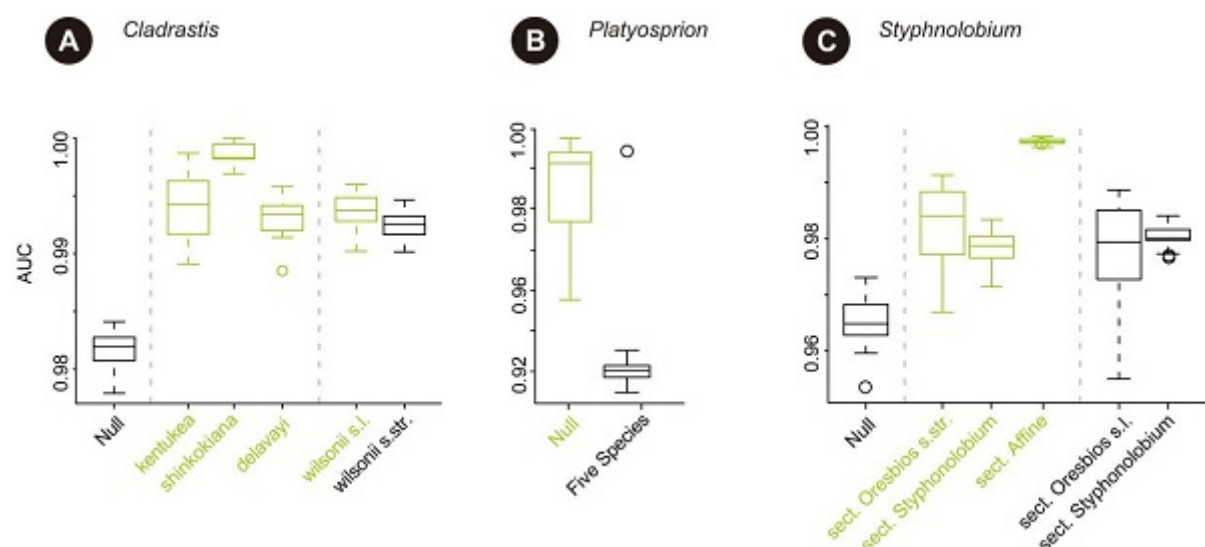 A Cladrastis
B Platyosprion
C Styphnolobium
AUC
1.00
0.99
0.98
Null
kentukea
shinkokiana
delavayi
wilsonii s.l.
wilsonii s.str.
1.00
0.98
0.96
0.92
Null
Five Species
1.00
0.98
0.96
Null
sect. Oresbios s.str.
sect. Styphonolobium
sect. Affine
sect. Oresbios s.l.
sect. Styphonolobium